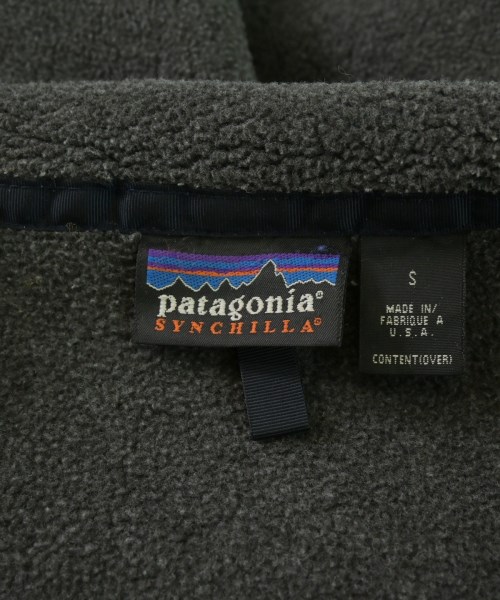 patagonia®
SYNCHILLA®
S
MADE IN/
FABRIQUE A
U.S.A.
CONTENT(OVER)